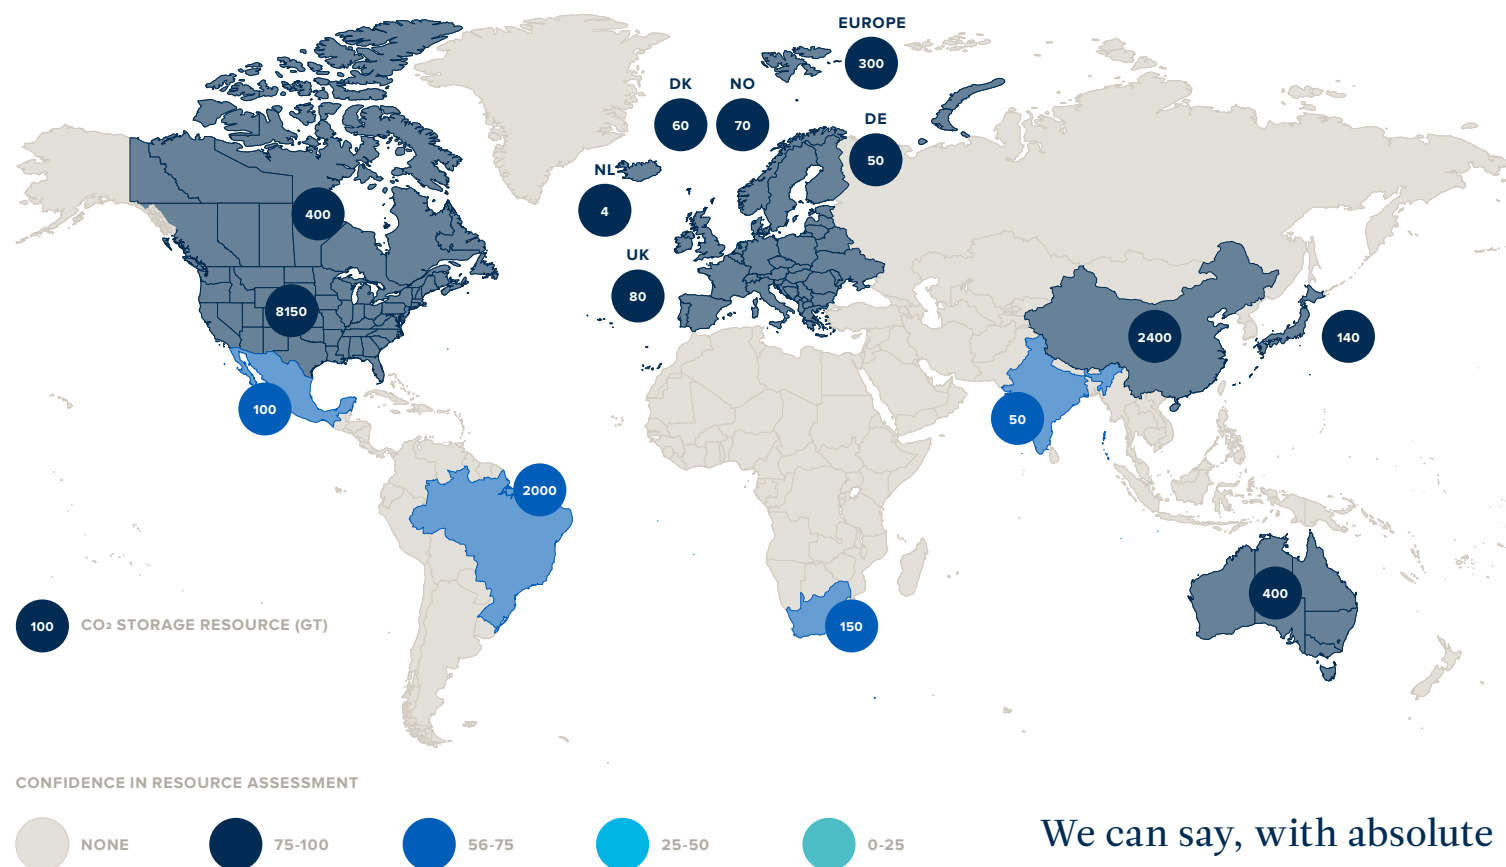 EUROPE
300
DK
NO
60
70
DE
50
NL
4
400
UK
80
8150
2400
140
100
50
2000
400
150
100 CO₂ STORAGE RESOURCE (GT)
CONFIDENCE IN RESOURCE ASSESSMENT
NONE
75-100
56-75
25-50
0-25
We can say, with absolute